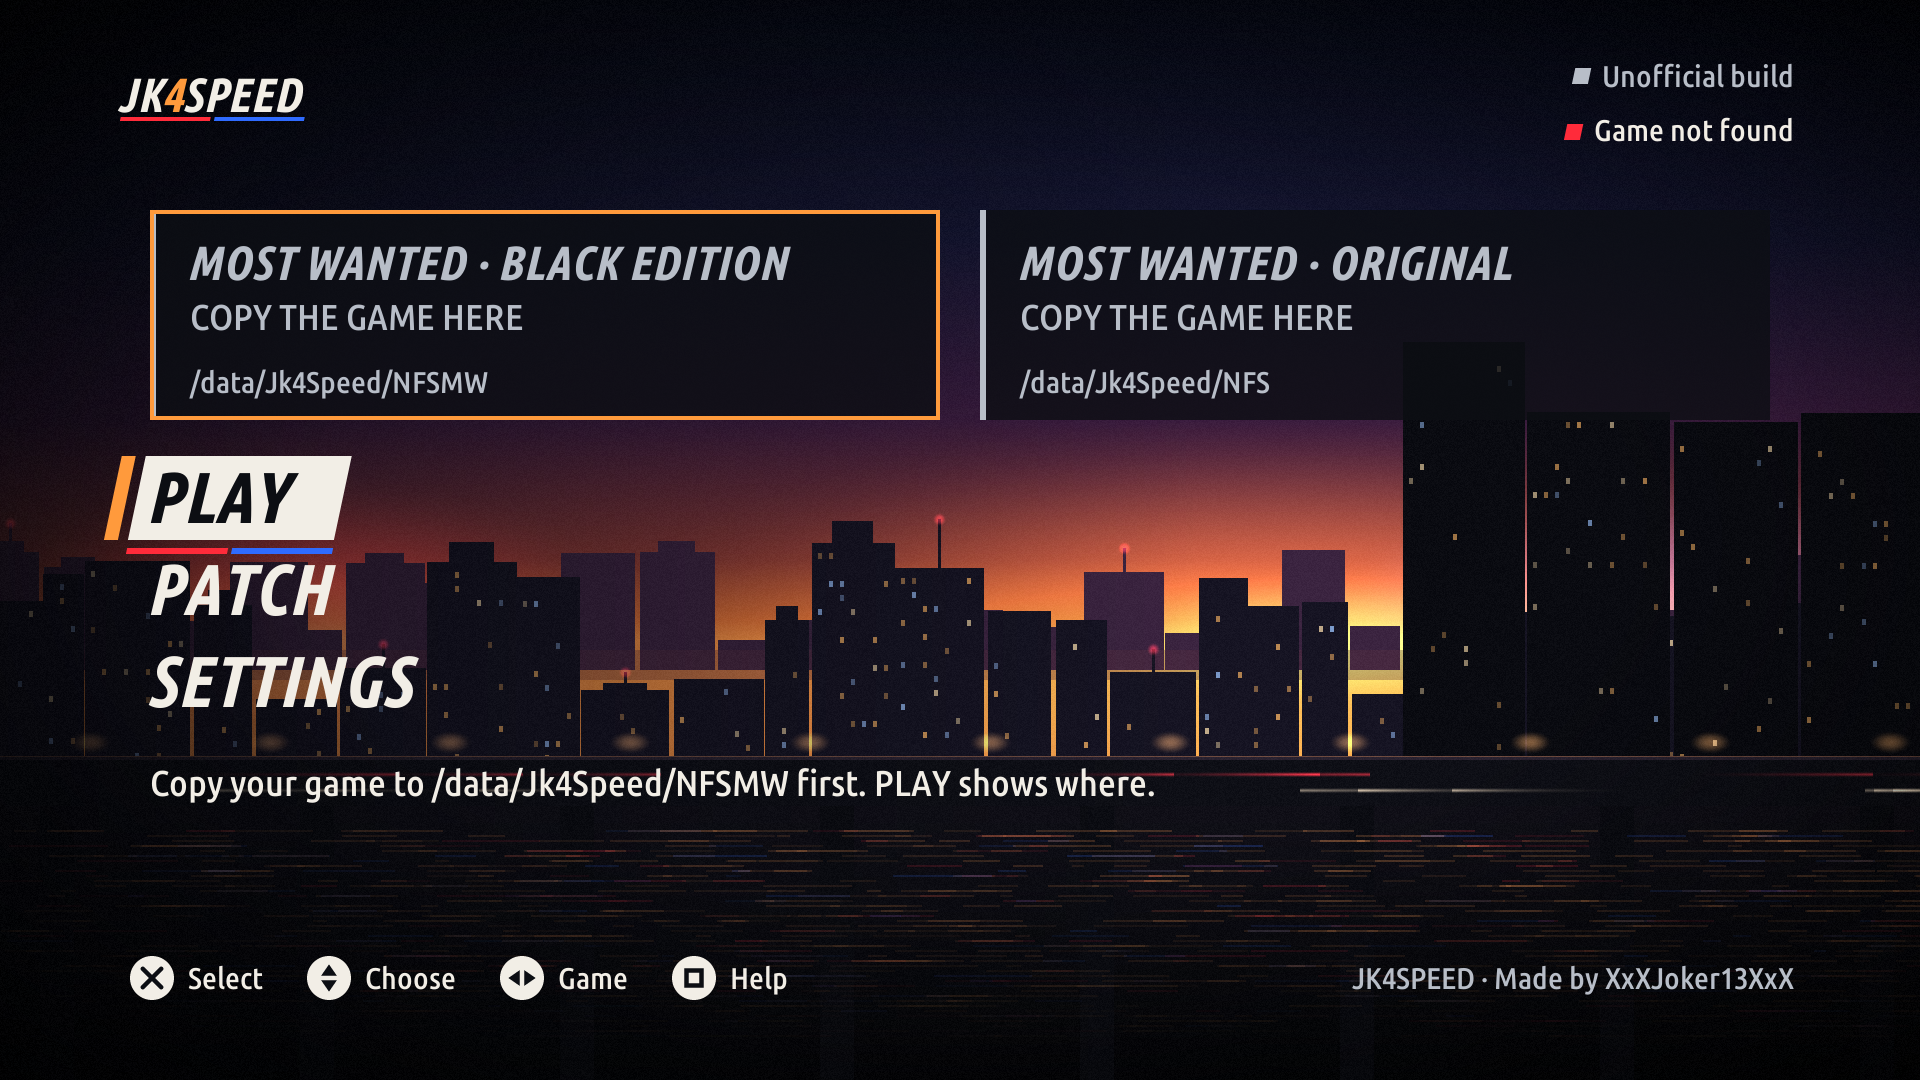 JK4SPEED
Unofficial build
Game not found
MOST WANTED · BLACK EDITION
COPY THE GAME HERE
/data/Jk4Speed/NFSMW
MOST WANTED · ORIGINAL
COPY THE GAME HERE
/data/Jk4Speed/NFS
PLAY
PATCH
SETTINGS
Copy your game to /data/Jk4Speed/NFSMW first. PLAY shows where.
Select
Choose
Game
Help
JK4SPEED · Made by XxXJoker13XxX